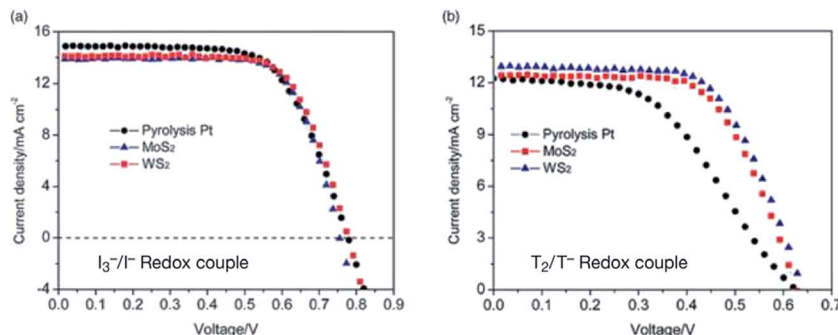 (a)
16
12
8
4
0
-4
Current density/mA cm⁻²
Pyrolysis Pt
MoS₂
WS₂
I₃⁻/I⁻ Redox couple
0.0 0.1 0.2 0.3 0.4 0.5 0.6 0.7 0.8 0.9
Voltage/V
(b)
15
12
9
6
3
0
Current density/mA cm⁻²
Pyrolysis Pt
MoS₂
WS₂
T₂/T⁻ Redox couple
0.0 0.1 0.2 0.3 0.4 0.5 0.6 0.7
Voltage/V